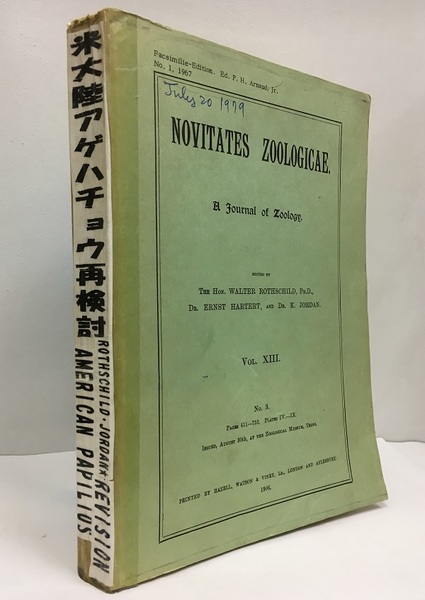 米大陸アゲハチョウ再検討
ROTHSCHILD・JORDAN★REVISION
AMERICAN PAPILIUS
Facsimilie-Edition. Ed. P. H. Arnaud, Jr.
No. 1, 1967
July 20 1979
NOVITATES ZOOLOGICAE.
A Journal of Zoology.
EDITED BY
THE HON. WALTER ROTHSCHILD, PH.D.,
DR. ERNST HARTERT, AND DR. K. JORDAN.
VOL. XIII.
No. 3.
PAGES 411—752. PLATES IV.—IX.
ISSUED, AUGUST 20th, AT THE ZOOLOGICAL MUSEUM, TRING.
PRINTED BY HAZELL, WATSON & VINEY, LD., LONDON AND AYLESBURY.
1906.